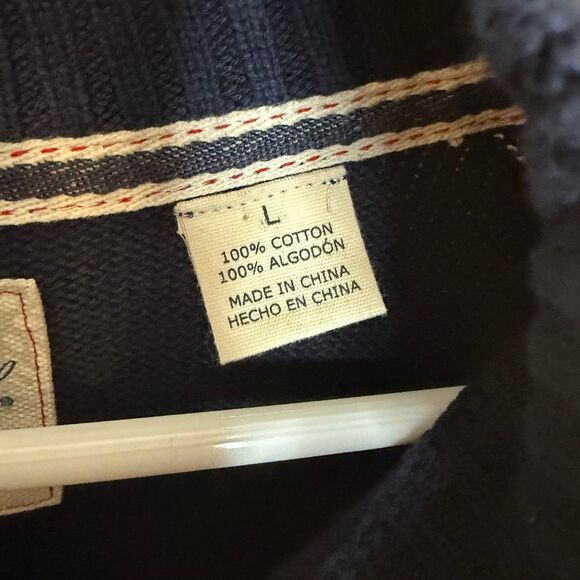 L
100% COTTON
100% ALGODÓN
MADE IN CHINA
HECHO EN CHINA